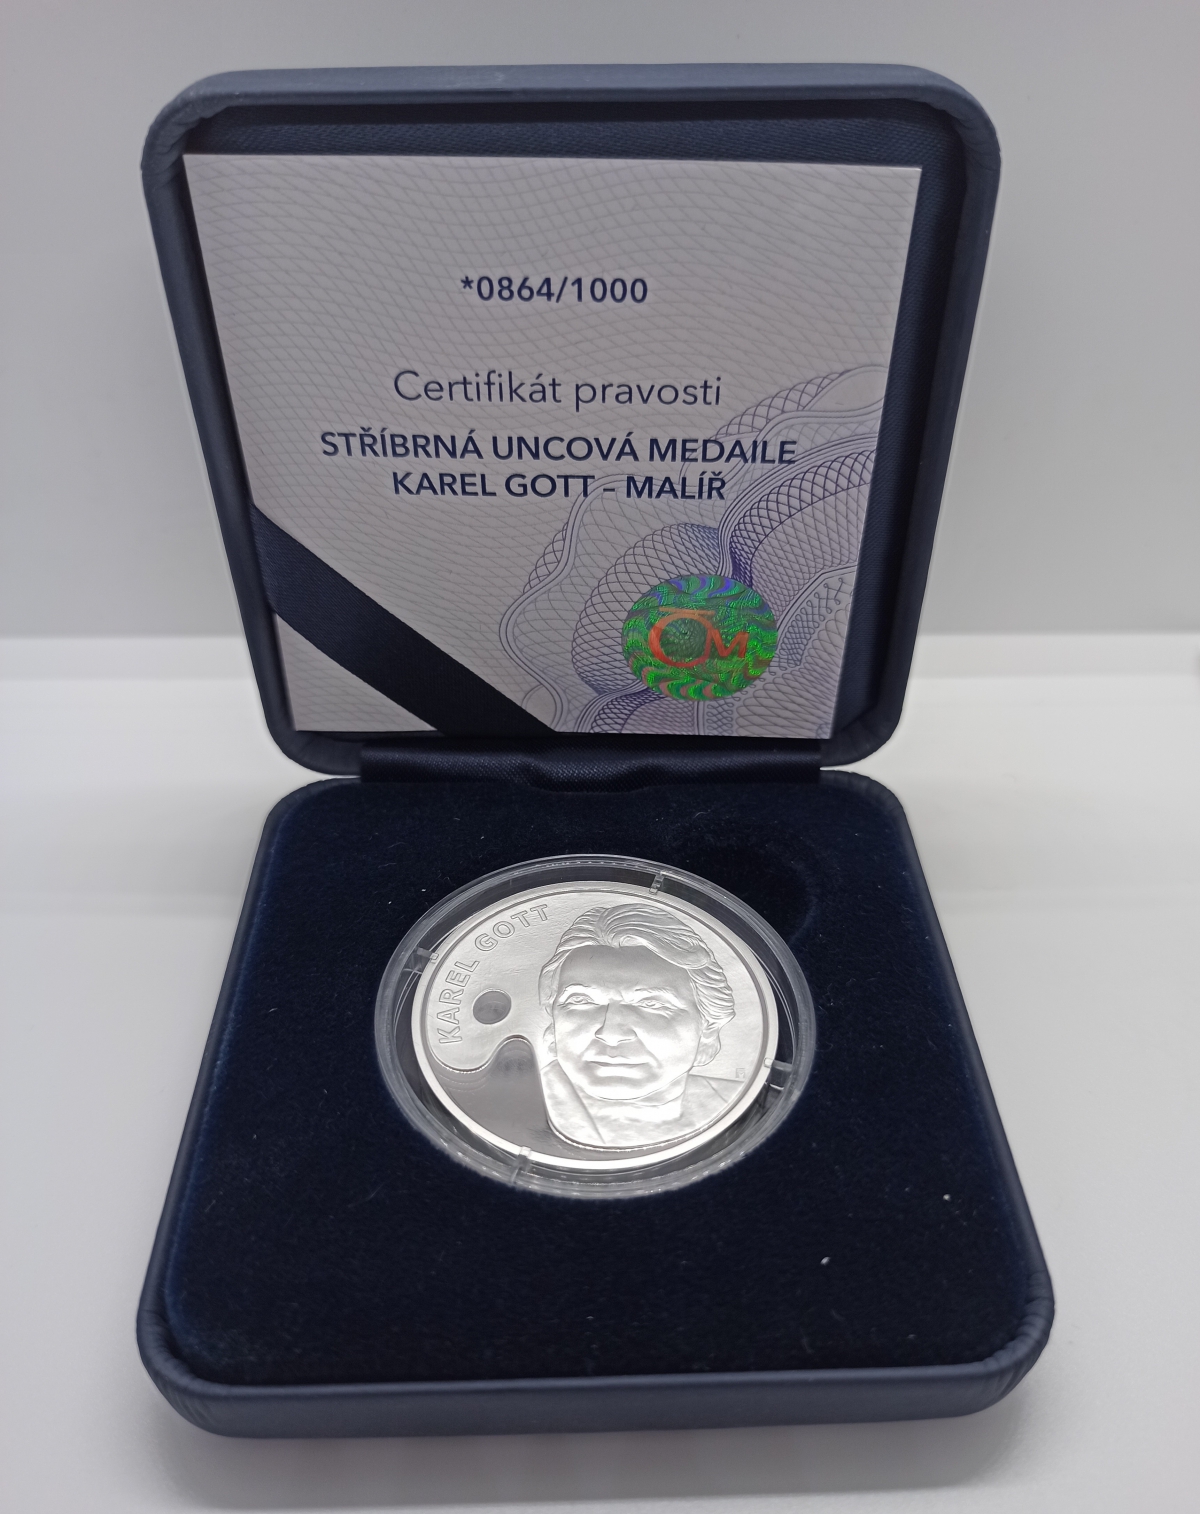 *0864/1000
Certifikát pravosti
STŘÍBRNÁ UNCOVÁ MEDAILE
KAREL GOTT – MALÍŘ
ČM
KAREL GOTT